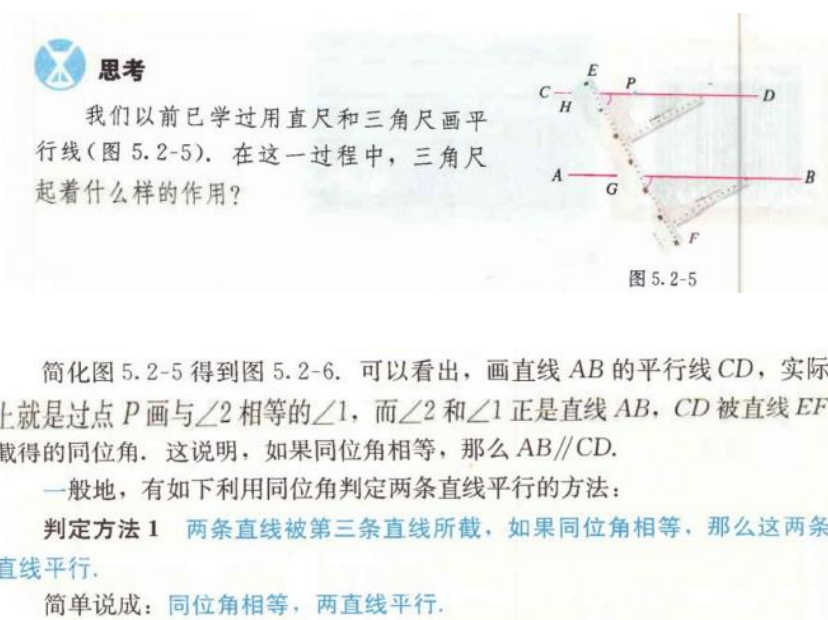 思考
我们以前已学过用直尺和三角尺画平
行线(图 5.2-5). 在这一过程中，三角尺
起着什么样的作用?
E
P
C
D
H
A
B
G
F
图 5.2-5
简化图 5.2-5 得到图 5.2-6. 可以看出，画直线 AB 的平行线 CD，实际
上就是过点 P 画与∠2 相等的∠1，而∠2 和∠1 正是直线 AB，CD 被直线 EF
截得的同位角. 这说明，如果同位角相等，那么 AB∥CD.
一般地，有如下利用同位角判定两条直线平行的方法：
判定方法 1 两条直线被第三条直线所截，如果同位角相等，那么这两条
直线平行.
简单说成：同位角相等，两直线平行.